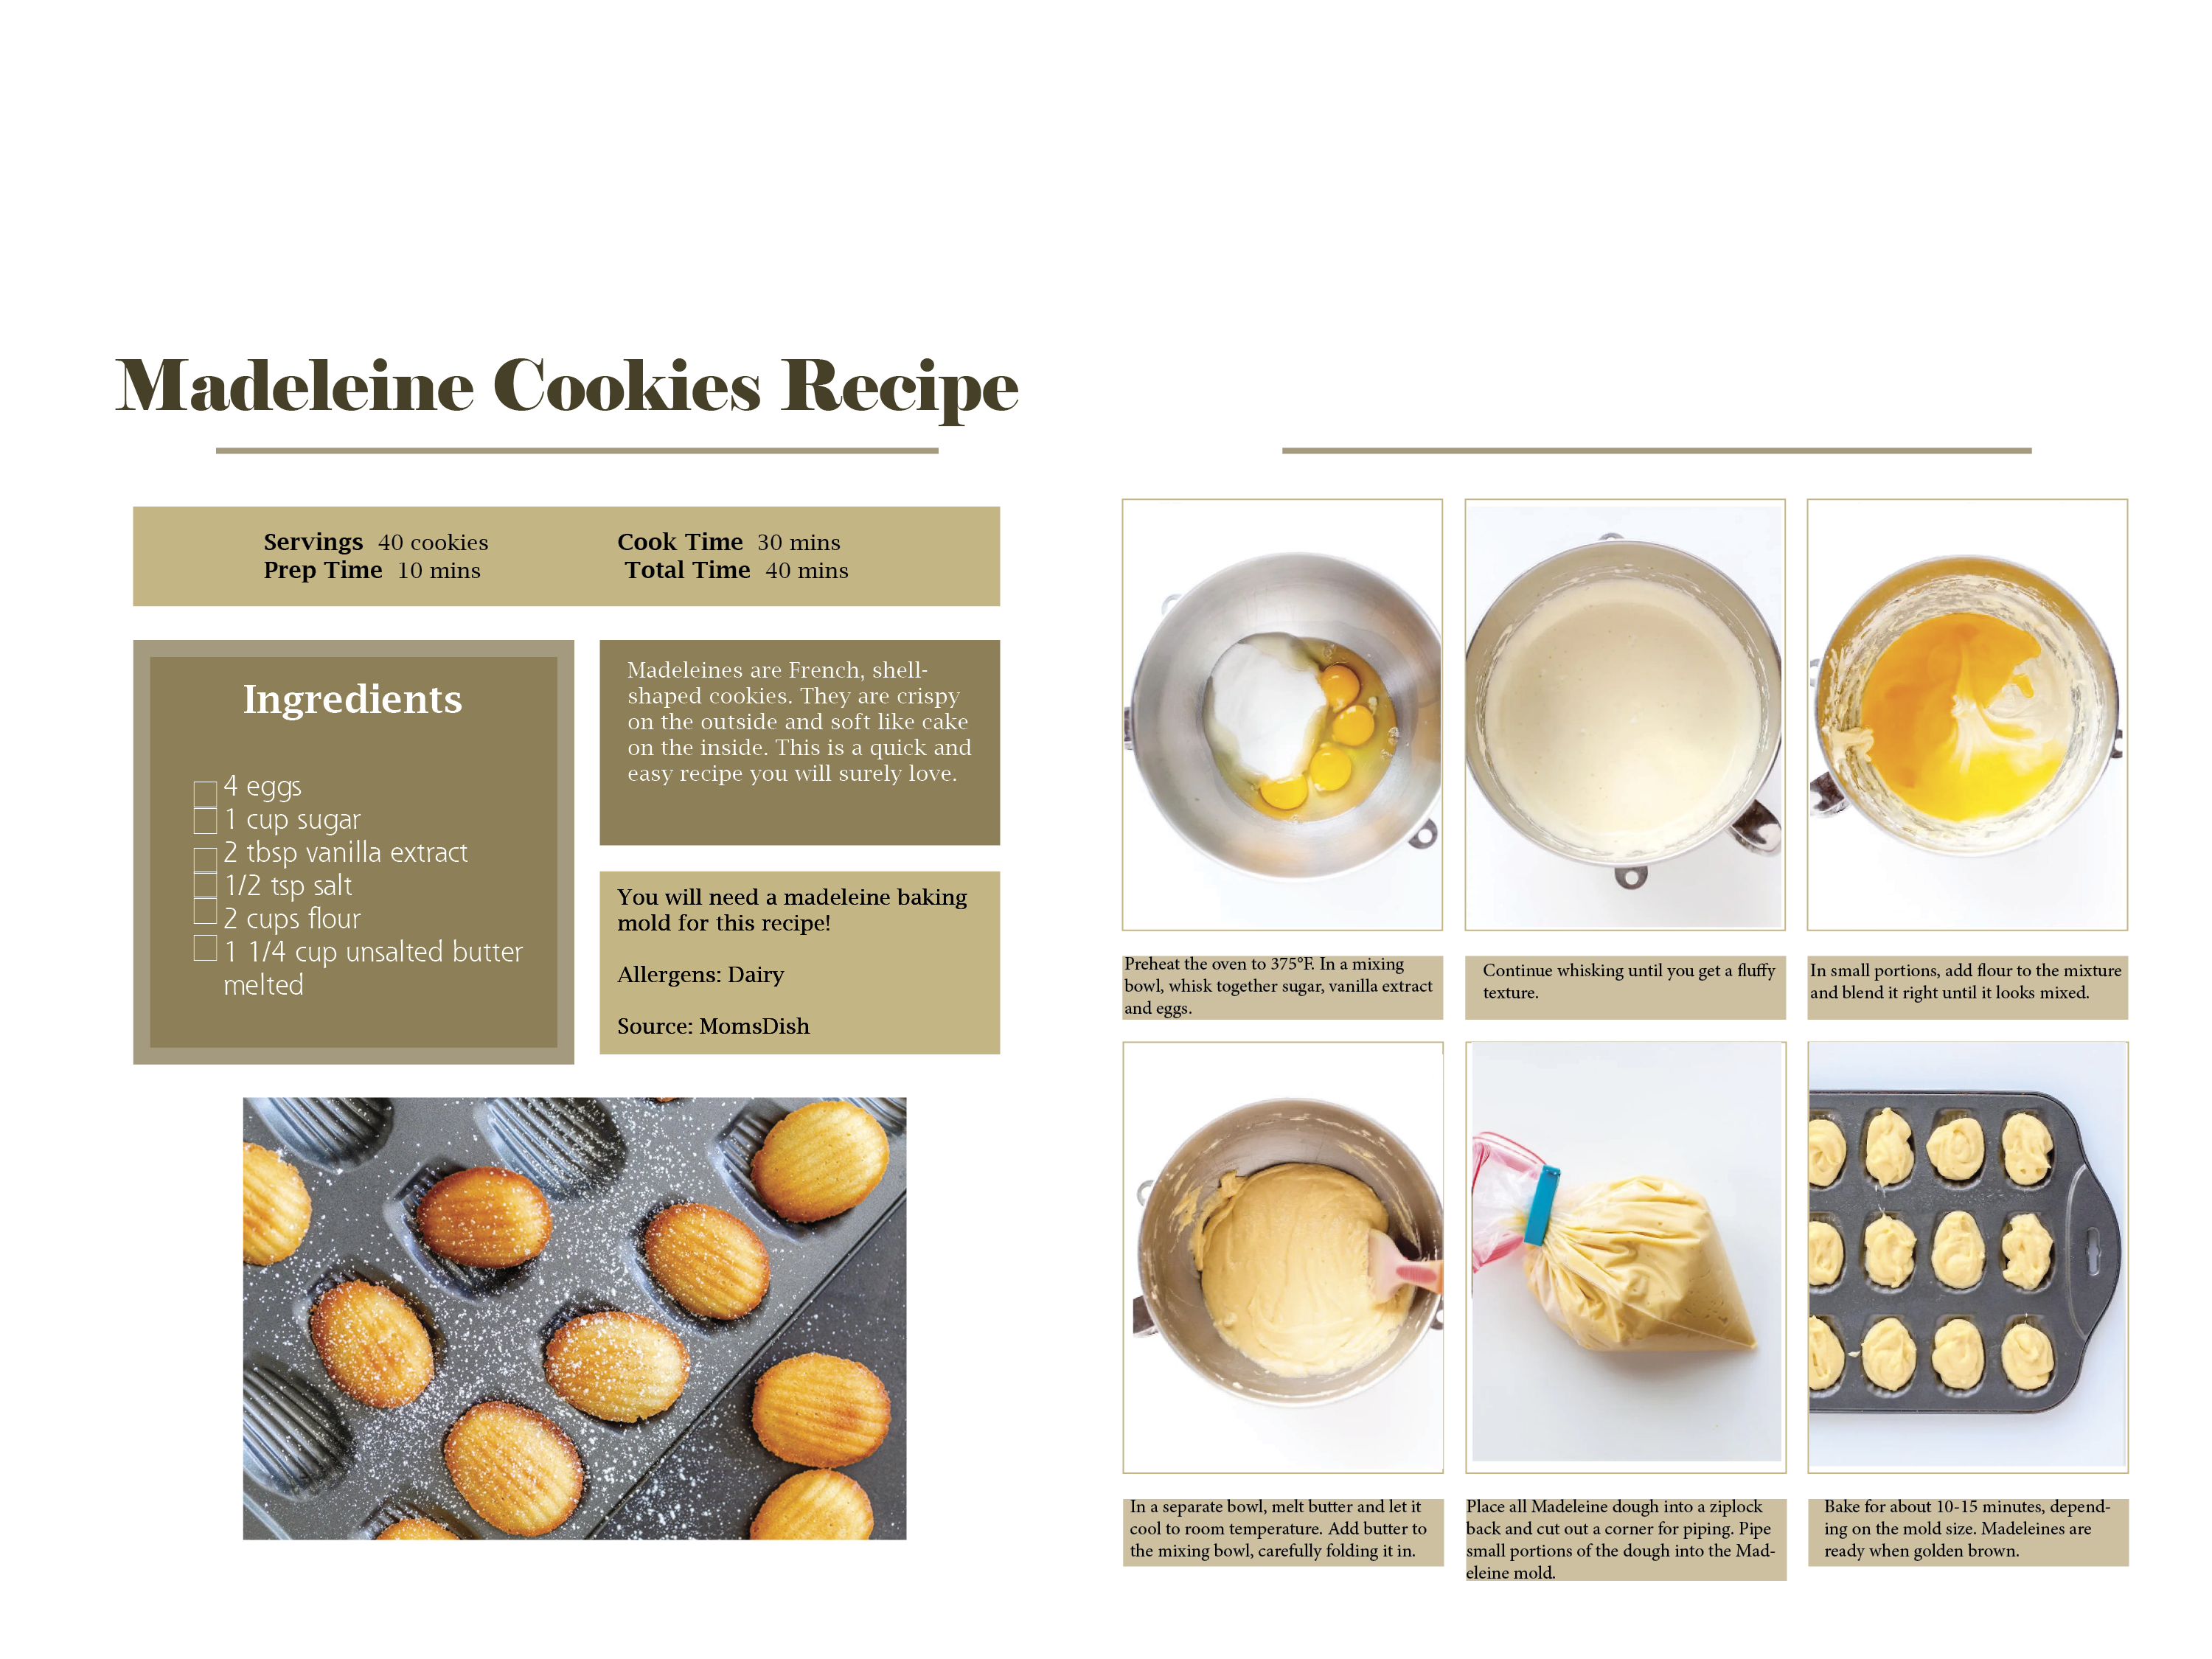 Madeleine Cookies Recipe
Servings 40 cookies
Prep Time 10 mins
Cook Time 30 mins
Total Time 40 mins
Ingredients
4 eggs
1 cup sugar
2 tbsp vanilla extract
1/2 tsp salt
2 cups flour
1 1/4 cup unsalted butter
melted
Madeleines are French, shell-
shaped cookies. They are crispy
on the outside and soft like cake
on the inside. This is a quick and
easy recipe you will surely love.
You will need a madeleine baking
mold for this recipe!
Allergens: Dairy
Source: MomsDish
Preheat the oven to 375°F. In a mixing
bowl, whisk together sugar, vanilla extract
and eggs.
Continue whisking until you get a fluffy
texture.
In small portions, add flour to the mixture
and blend it right until it looks mixed.
In a separate bowl, melt butter and let it
cool to room temperature. Add butter to
the mixing bowl, carefully folding it in.
Place all Madeleine dough into a ziplock
back and cut out a corner for piping. Pipe
small portions of the dough into the Mad-
eleine mold.
Bake for about 10-15 minutes, depend-
ing on the mold size. Madeleines are
ready when golden brown.